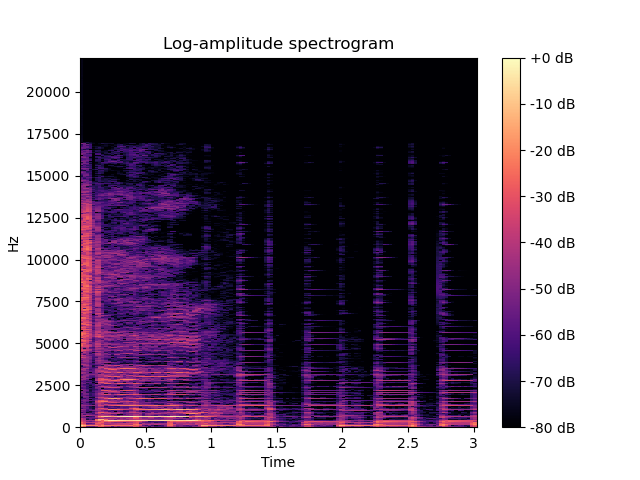 Log-amplitude spectrogram
Hz
20000
17500
15000
12500
10000
7500
5000
2500
0
0 0.5 1 1.5 2 2.5 3
Time
+0 dB
-10 dB
-20 dB
-30 dB
-40 dB
-50 dB
-60 dB
-70 dB
-80 dB